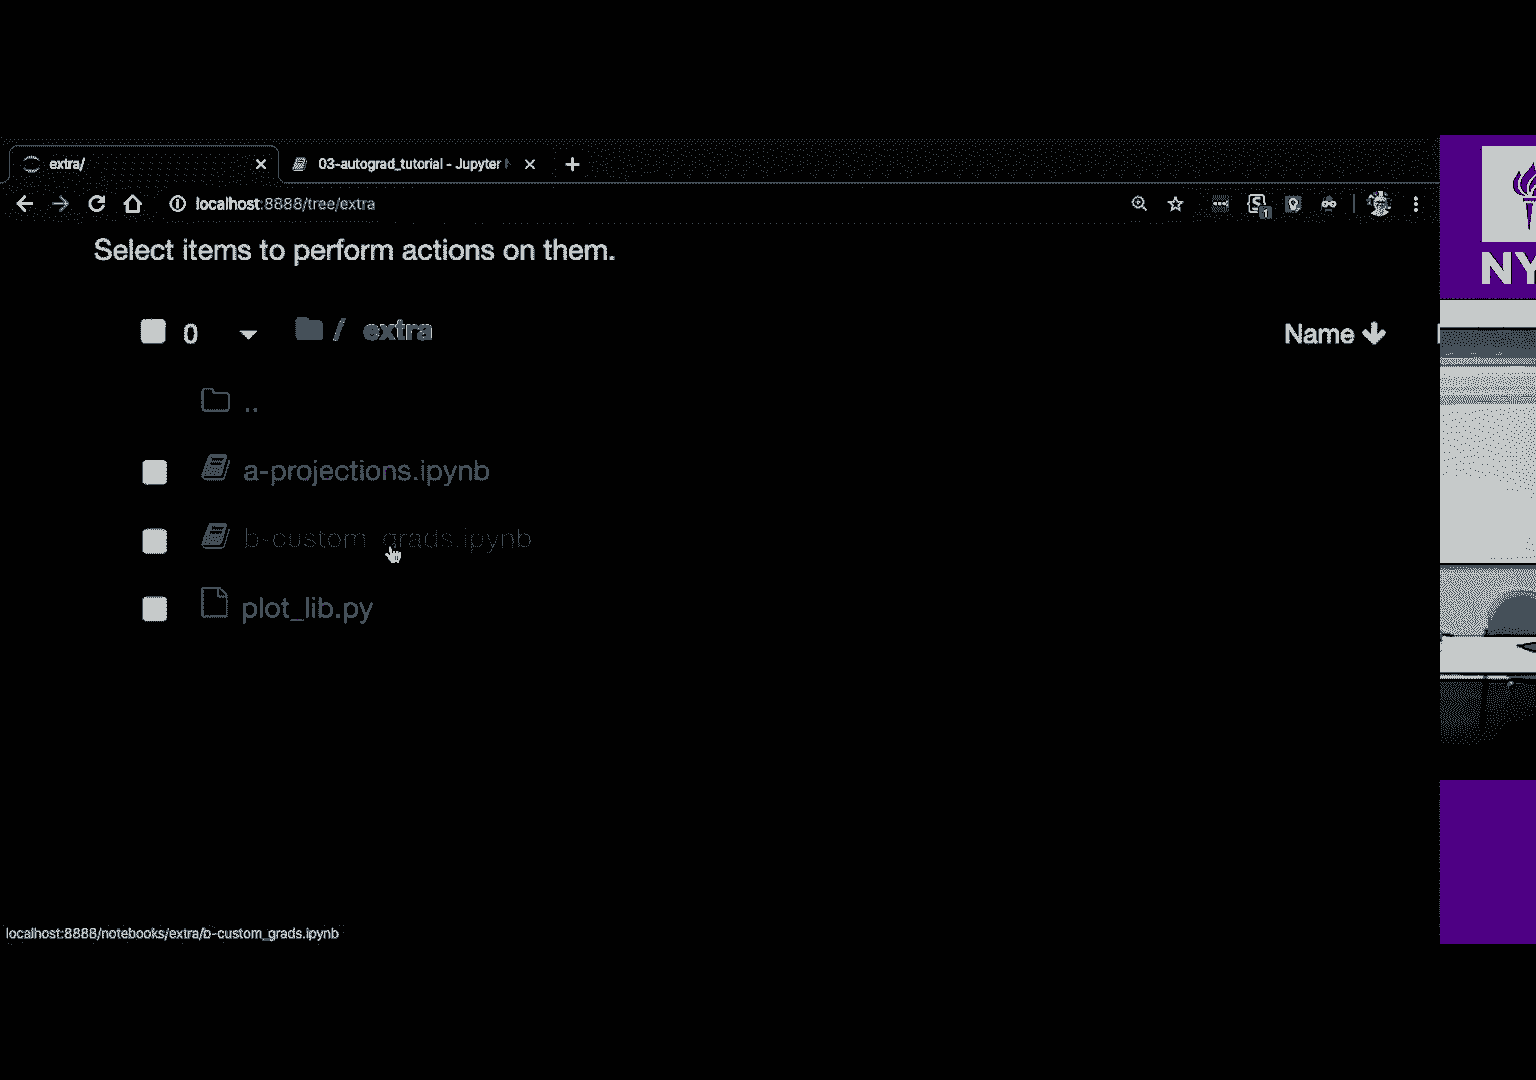 extra/
03-autograd_tutorial - Jupyter
localhost:8888/tree/extra
1
Select items to perform actions on them.
0
/ extra
Name
..
a-projections.ipynb
b-custom_grads.ipynb
plot_lib.py
localhost:8888/notebooks/extra/b-custom_grads.ipynb
NY